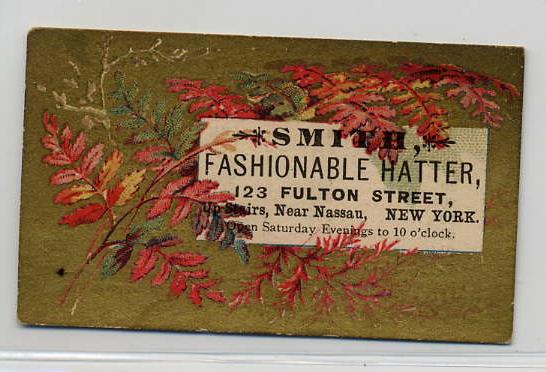 SMITH,
FASHIONABLE HATTER,
123 FULTON STREET,
Up Stairs, Near Nassau, NEW YORK.
Open Saturday Evenings to 10 o'clock.